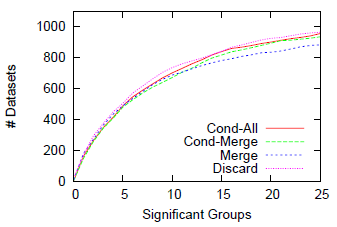 1000
800
600
400
200
0
# Datasets
Cond-All
Cond-Merge
Merge
Discard
0 5 10 15 20 25
Significant Groups